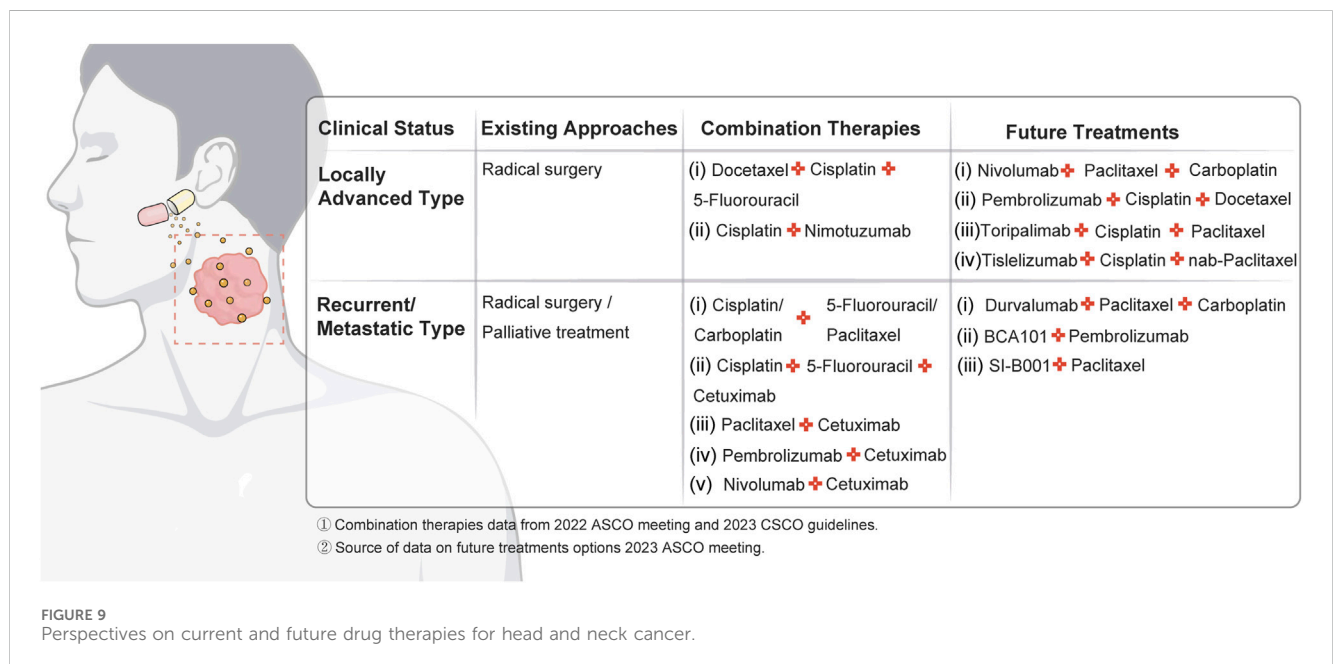 Clinical Status Existing Approaches Combination Therapies Future Treatments
Locally
Advanced Type
Radical surgery
(i) Docetaxel + Cisplatin +
5-Fluorouracil
(ii) Cisplatin + Nimotuzumab
(i) Nivolumab + Paclitaxel + Carboplatin
(ii) Pembrolizumab + Cisplatin + Docetaxel
(iii)Toripalimab + Cisplatin + Paclitaxel
(iv)Tislelizumab + Cisplatin + nab-Paclitaxel
Recurrent/
Metastatic Type
Radical surgery /
Palliative treatment
(i) Cisplatin/ + 5-Fluorouracil/
Carboplatin Paclitaxel
(ii) Cisplatin + 5-Fluorouracil +
Cetuximab
(iii) Paclitaxel + Cetuximab
(iv) Pembrolizumab + Cetuximab
(v) Nivolumab + Cetuximab
(i) Durvalumab + Paclitaxel + Carboplatin
(ii) BCA101 + Pembrolizumab
(iii) SI-B001 + Paclitaxel
① Combination therapies data from 2022 ASCO meeting and 2023 CSCO guidelines.
② Source of data on future treatments options 2023 ASCO meeting.
FIGURE 9
Perspectives on current and future drug therapies for head and neck cancer.